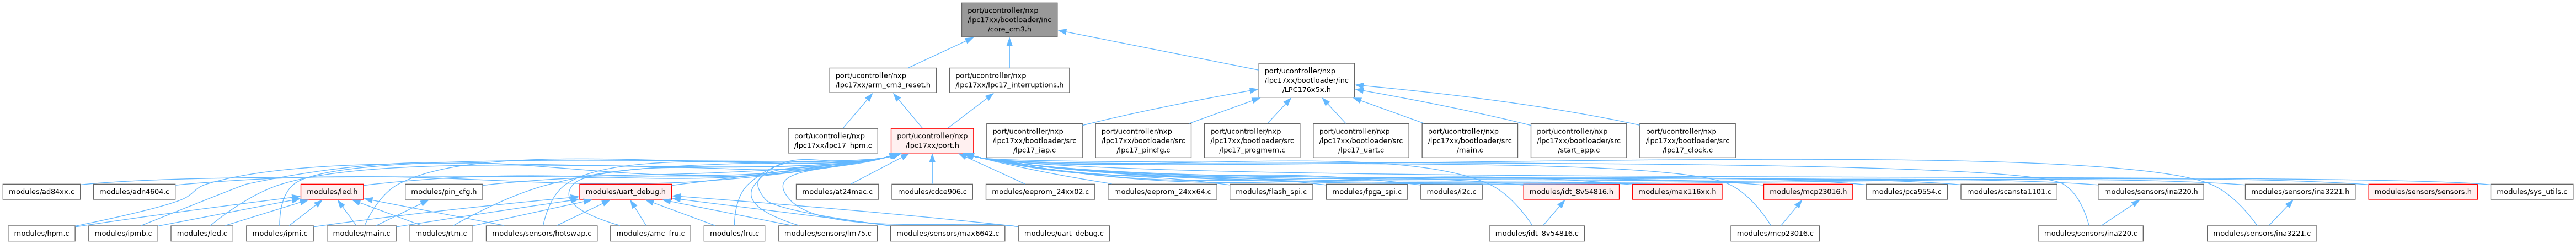 port/ucontroller/nxp
/lpc17xx/bootloader/inc
/core_cm3.h
port/ucontroller/nxp
/lpc17xx/arm_cm3_reset.h
port/ucontroller/nxp
/lpc17xx/lpc17_interruptions.h
port/ucontroller/nxp
/lpc17xx/bootloader/inc
/LPC176x5x.h
port/ucontroller/nxp
/lpc17xx/lpc17_hpm.c
port/ucontroller/nxp
/lpc17xx/port.h
port/ucontroller/nxp
/lpc17xx/bootloader/src
/lpc17_iap.c
port/ucontroller/nxp
/lpc17xx/bootloader/src
/lpc17_pincfg.c
port/ucontroller/nxp
/lpc17xx/bootloader/src
/lpc17_progmem.c
port/ucontroller/nxp
/lpc17xx/bootloader/src
/lpc17_uart.c
port/ucontroller/nxp
/lpc17xx/bootloader/src
/main.c
port/ucontroller/nxp
/lpc17xx/bootloader/src
/start_app.c
port/ucontroller/nxp
/lpc17xx/bootloader/src
/lpc17_clock.c
modules/ad84xx.c
modules/adn4604.c
modules/led.h
modules/pin_cfg.h
modules/uart_debug.h
modules/at24mac.c
modules/cdce906.c
modules/eeprom_24xx02.c
modules/eeprom_24xx64.c
modules/flash_spi.c
modules/fpga_spi.c
modules/i2c.c
modules/idt_8v54816.h
modules/max116xx.h
modules/mcp23016.h
modules/pca9554.c
modules/scansta1101.c
modules/sensors/ina220.h
modules/sensors/ina3221.h
modules/sensors/sensors.h
modules/sys_utils.c
modules/hpm.c
modules/ipmb.c
modules/led.c
modules/ipmi.c
modules/main.c
modules/rtm.c
modules/sensors/hotswap.c
modules/amc_fru.c
modules/fru.c
modules/sensors/lm75.c
modules/sensors/max6642.c
modules/uart_debug.c
modules/idt_8v54816.c
modules/mcp23016.c
modules/sensors/ina220.c
modules/sensors/ina3221.c